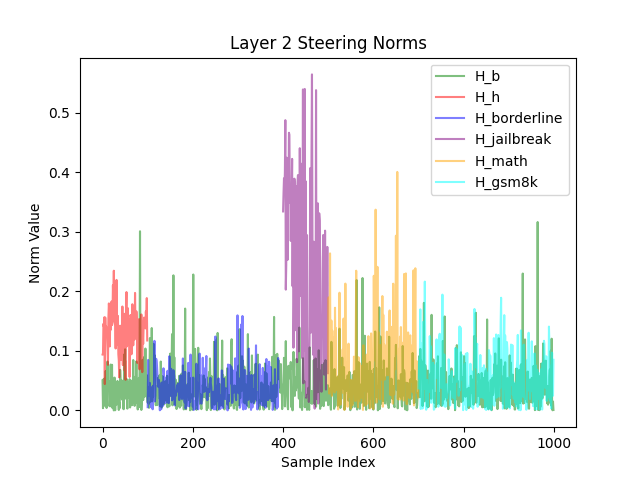 Layer 2 Steering Norms
Norm Value
0.5
0.4
0.3
0.2
0.1
0.0
H_b
H_h
H_borderline
H_jailbreak
H_math
H_gsm8k
0 200 400 600 800 1000
Sample Index